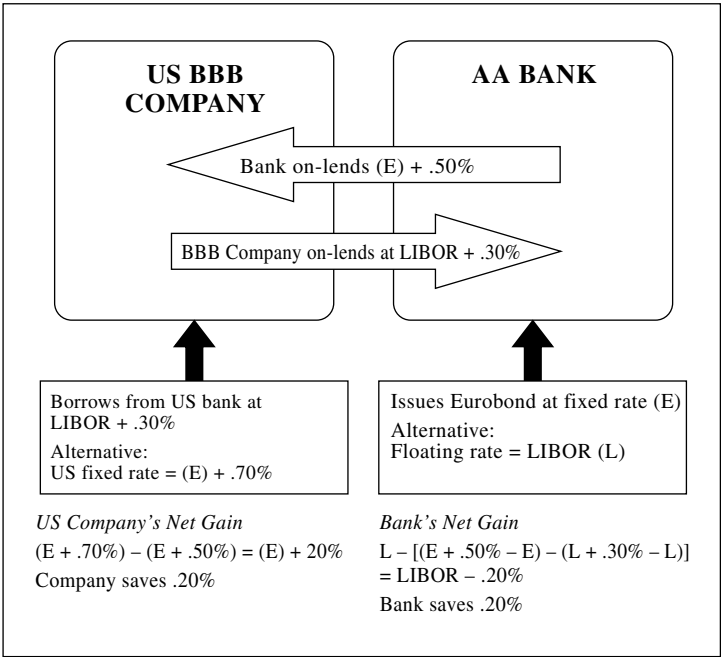 US BBB
COMPANY
AA BANK
Bank on-lends (E) + .50%
BBB Company on-lends at LIBOR + .30%
Borrows from US bank at
LIBOR + .30%
Alternative:
US fixed rate = (E) + .70%
Issues Eurobond at fixed rate (E)
Alternative:
Floating rate = LIBOR (L)
US Company's Net Gain
(E + .70%) – (E + .50%) = (E) + 20%
Company saves .20%
Bank's Net Gain
L – [(E + .50% – E) – (L + .30% – L)]
= LIBOR – .20%
Bank saves .20%